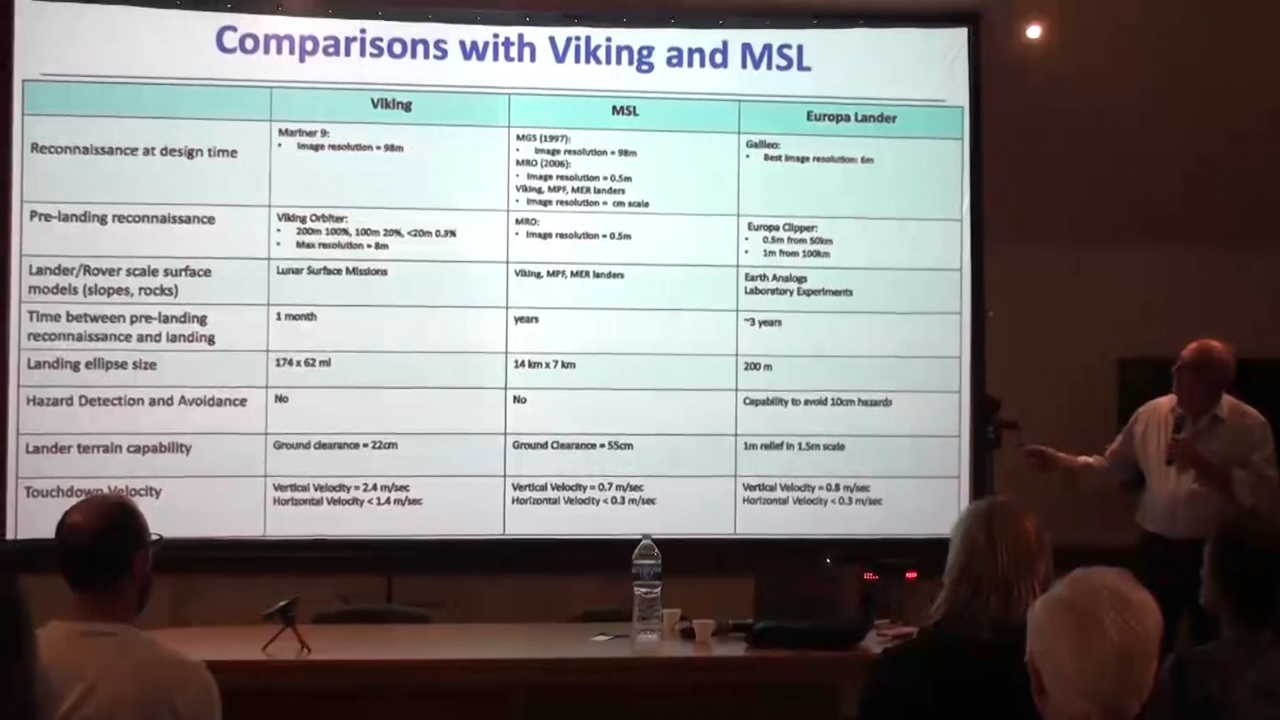 Comparisons with Viking and MSL
Viking
MSL
Europa Lander
Reconnaissance at design time
Mariner 9:
• Image resolution = 98m
MGS (1997):
• Image resolution = 98m
MRO (2006):
• Image resolution = 0.5m
Viking, MPF, MER landers
• Image resolution = cm scale
Galileo:
• Best image resolution: 6m
Pre-landing reconnaissance
Viking Orbiter:
• 200m 100%, 100m 20%, <20m 0.3%
• Max resolution = 8m
MRO:
• Image resolution = 0.5m
Europa Clipper:
• 0.5m from 50km
• 1m from 100km
Lander/Rover scale surface
models (slopes, rocks)
Lunar Surface Missions
Viking, MPF, MER landers
Earth Analogs
Laboratory Experiments
Time between pre-landing
reconnaissance and landing
1 month
years
~3 years
Landing ellipse size
174 x 62 mi
14 km x 7 km
200 m
Hazard Detection and Avoidance
No
No
Capability to avoid 10cm hazards
Lander terrain capability
Ground clearance = 22cm
Ground Clearance = 55cm
1m relief in 1.5m scale
Touchdown Velocity
Vertical Velocity = 2.4 m/sec
Horizontal Velocity < 1.4 m/sec
Vertical Velocity = 0.7 m/sec
Horizontal Velocity < 0.3 m/sec
Vertical Velocity = 0.8 m/sec
Horizontal Velocity < 0.3 m/sec